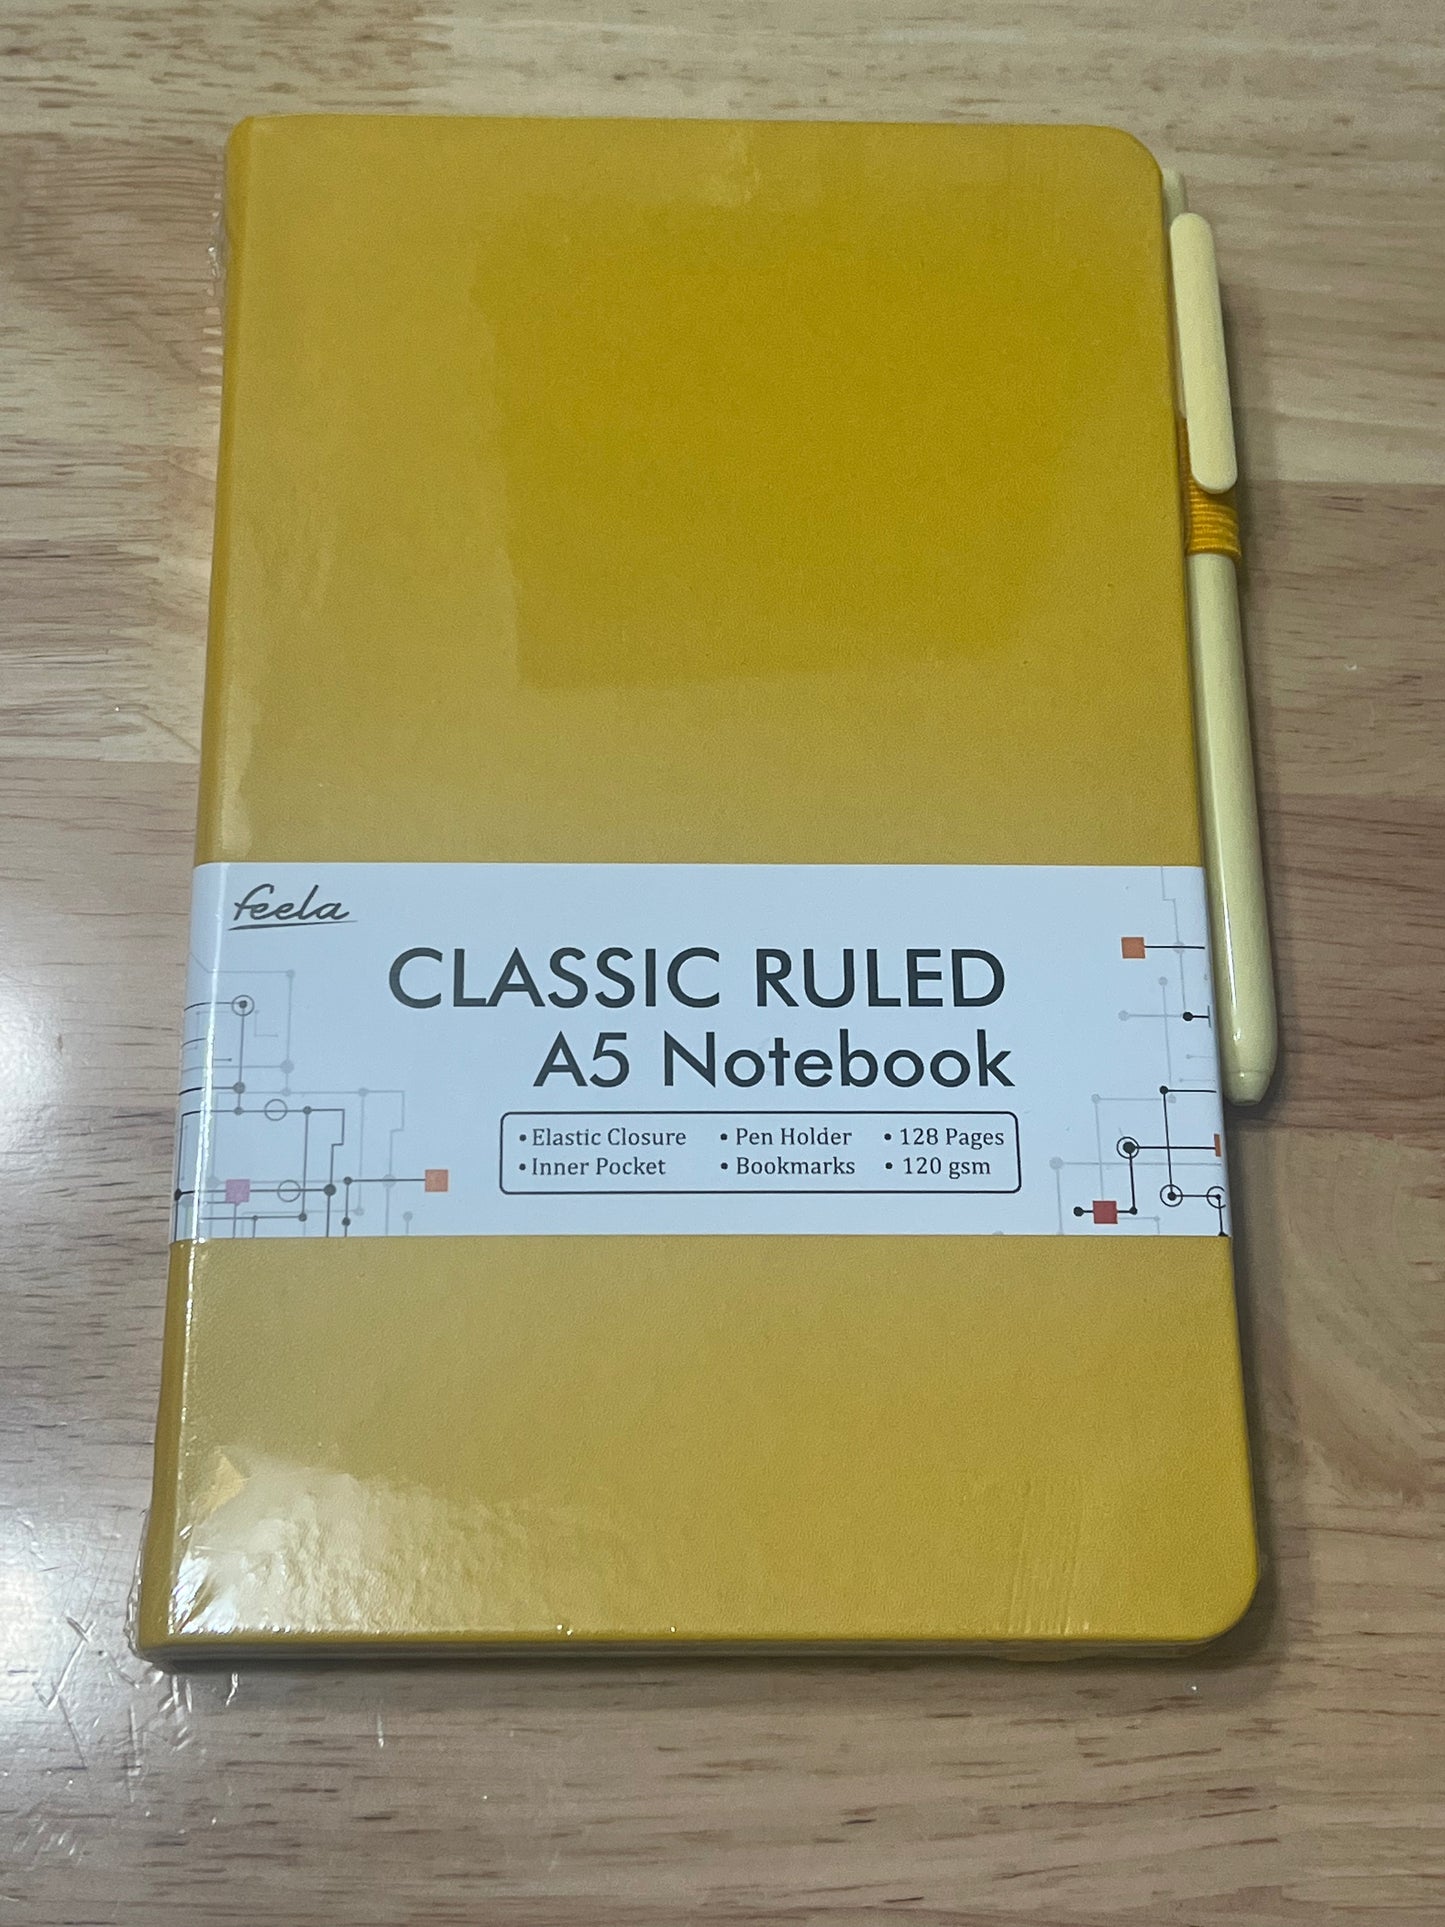 feela
CLASSIC RULED
A5 Notebook
• Elastic Closure • Pen Holder • 128 Pages
• Inner Pocket • Bookmarks • 120 gsm